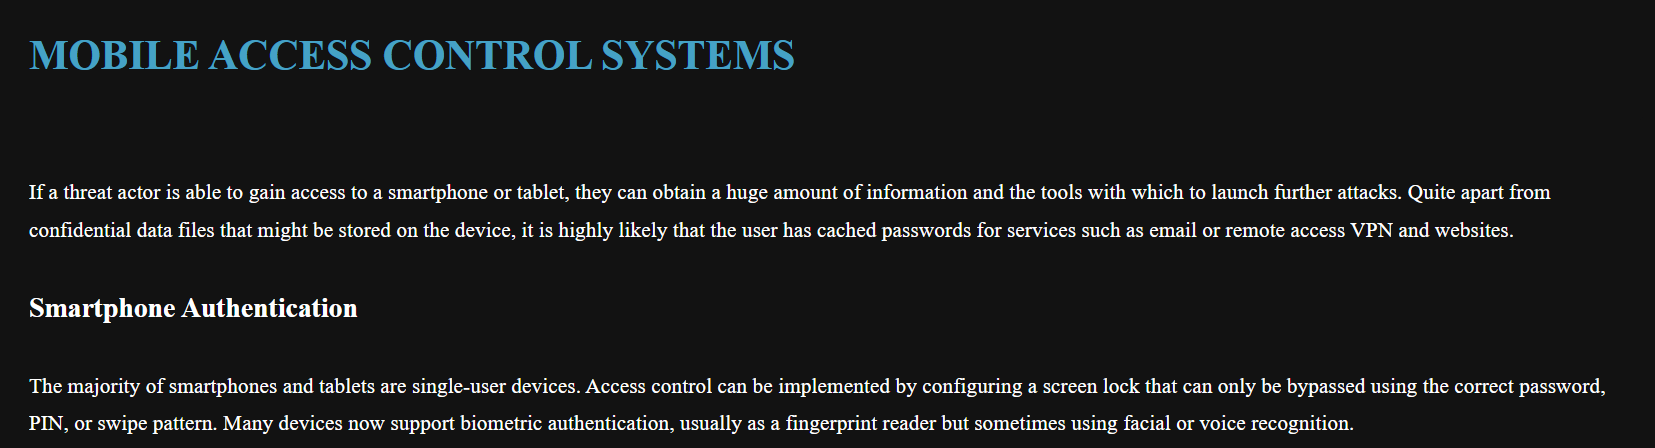 MOBILE ACCESS CONTROL SYSTEMS
If a threat actor is able to gain access to a smartphone or tablet, they can obtain a huge amount of information and the tools with which to launch further attacks. Quite apart from
confidential data files that might be stored on the device, it is highly likely that the user has cached passwords for services such as email or remote access VPN and websites.
Smartphone Authentication
The majority of smartphones and tablets are single-user devices. Access control can be implemented by configuring a screen lock that can only be bypassed using the correct password,
PIN, or swipe pattern. Many devices now support biometric authentication, usually as a fingerprint reader but sometimes using facial or voice recognition.